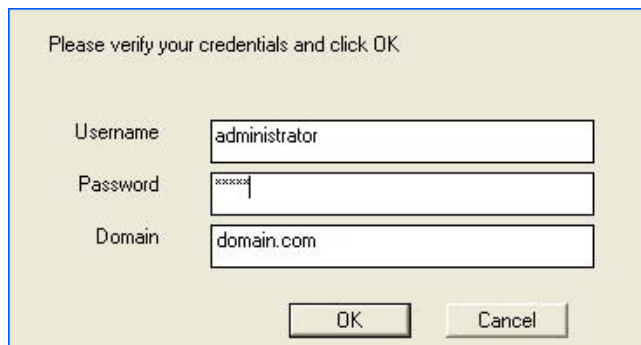 Please verify your credentials and click OK
Username administrator
Password *****
Domain domain.com
OK Cancel